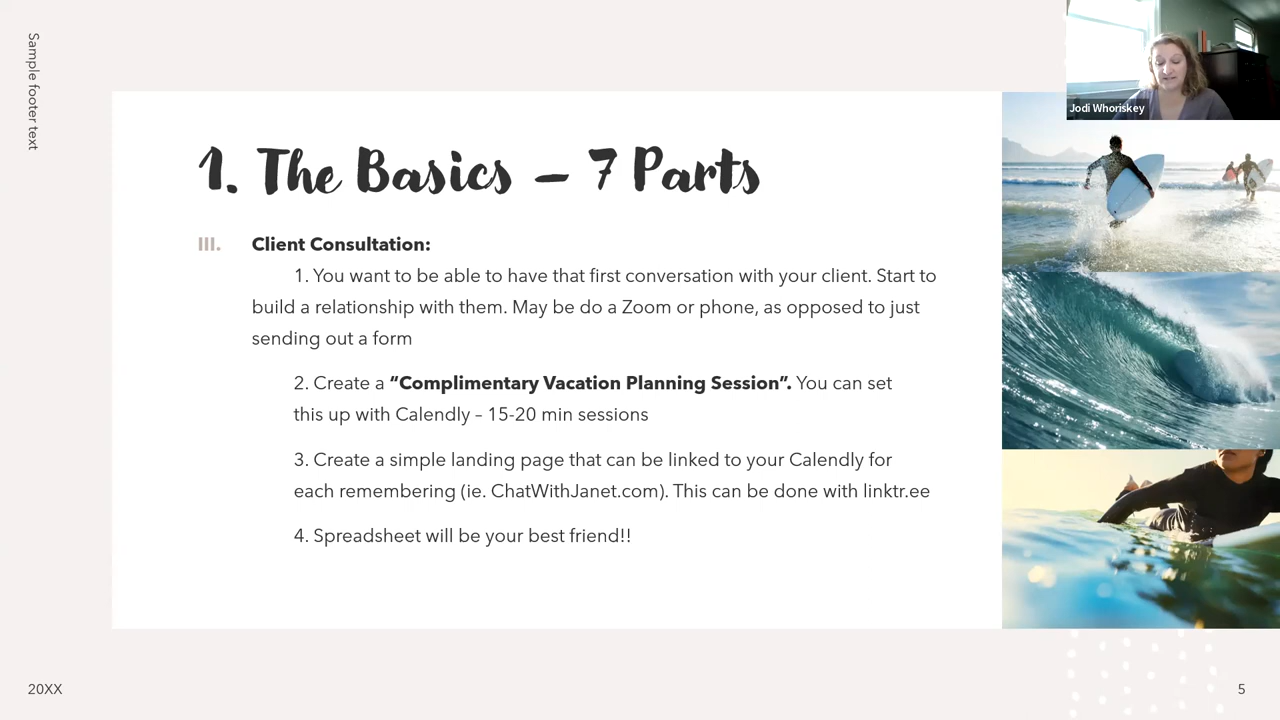 Sample footer text
Jodi Whoriskey
1. The Basics – 7 Parts
III. Client Consultation:
1. You want to be able to have that first conversation with your client. Start to
build a relationship with them. May be do a Zoom or phone, as opposed to just
sending out a form
2. Create a “Complimentary Vacation Planning Session”. You can set
this up with Calendly – 15-20 min sessions
3. Create a simple landing page that can be linked to your Calendly for
each remembering (ie. ChatWithJanet.com). This can be done with linktr.ee
4. Spreadsheet will be your best friend!!
20XX
5